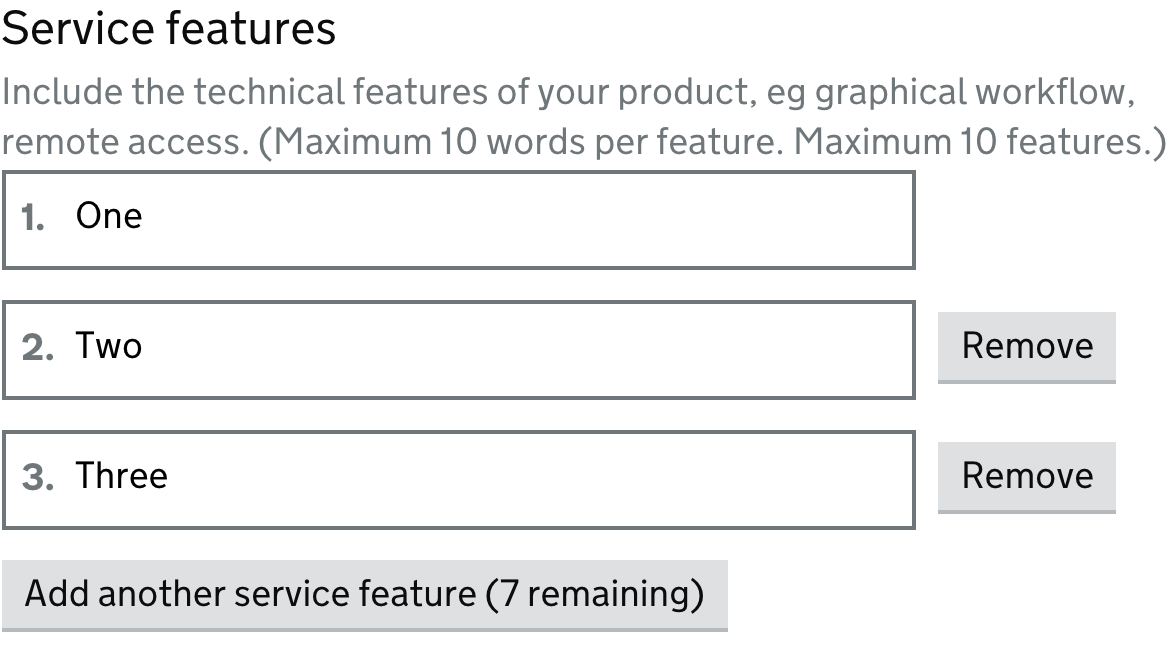 Service features
Include the technical features of your product, eg graphical workflow,
remote access. (Maximum 10 words per feature. Maximum 10 features.)
1. One
2. Two Remove
3. Three Remove
Add another service feature (7 remaining)